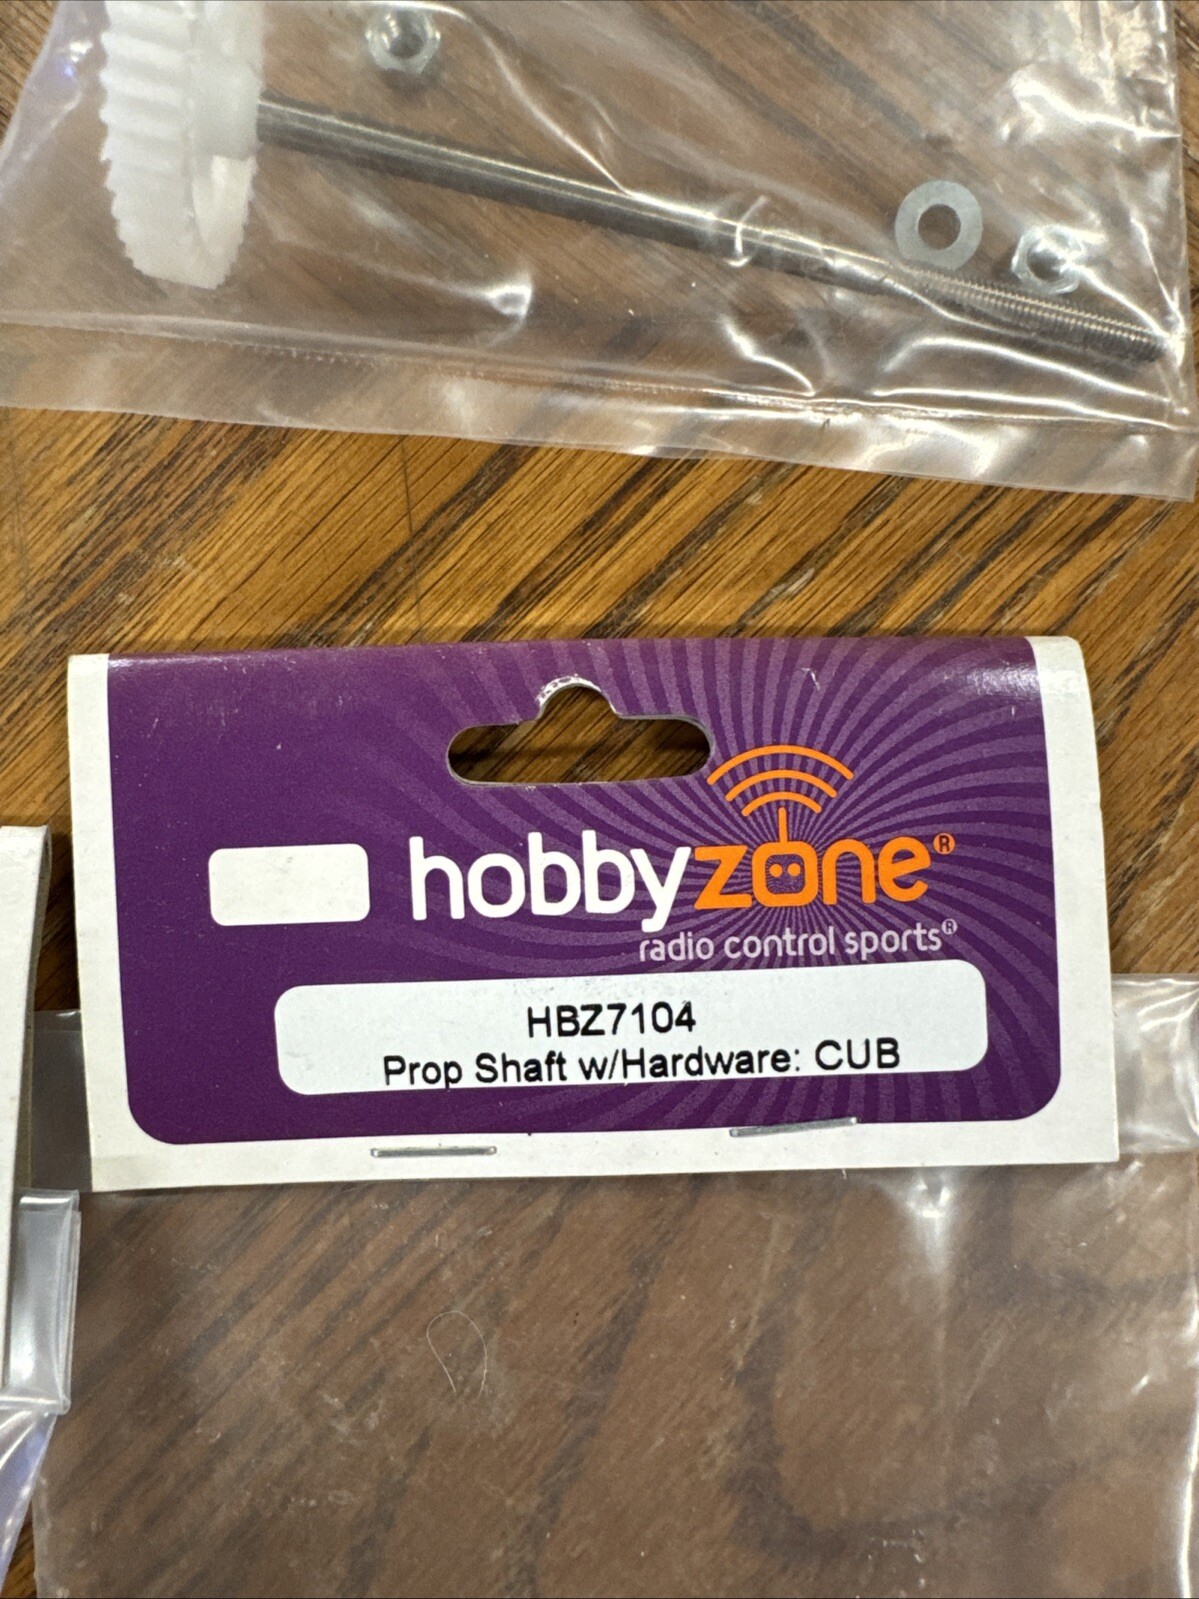 hobbyzone®
radio control sports®
HBZ7104
Prop Shaft w/Hardware: CUB